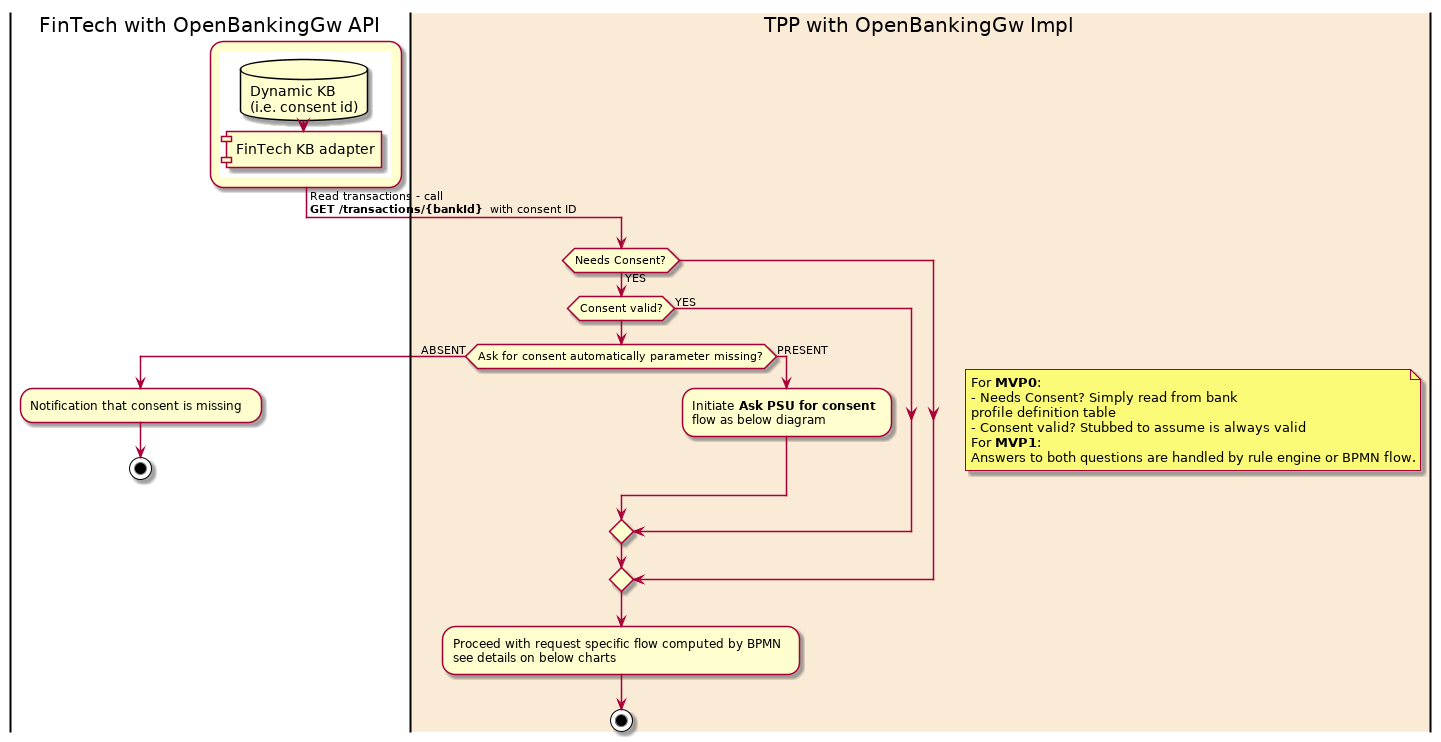 FinTech with OpenBankingGw API
TPP with OpenBankingGw Impl
Dynamic KB
(i.e. consent id)
FinTech KB adapter
Read transactions - call
GET /transactions/{bankId} with consent ID
Needs Consent?
YES
Consent valid?
YES
ABSENT
Ask for consent automatically parameter missing?
PRESENT
Notification that consent is missing
Initiate Ask PSU for consent
flow as below diagram
For MVP0:
- Needs Consent? Simply read from bank
profile definition table
- Consent valid? Stubbed to assume is always valid
For MVP1:
Answers to both questions are handled by rule engine or BPMN flow.
Proceed with request specific flow computed by BPMN
see details on below charts